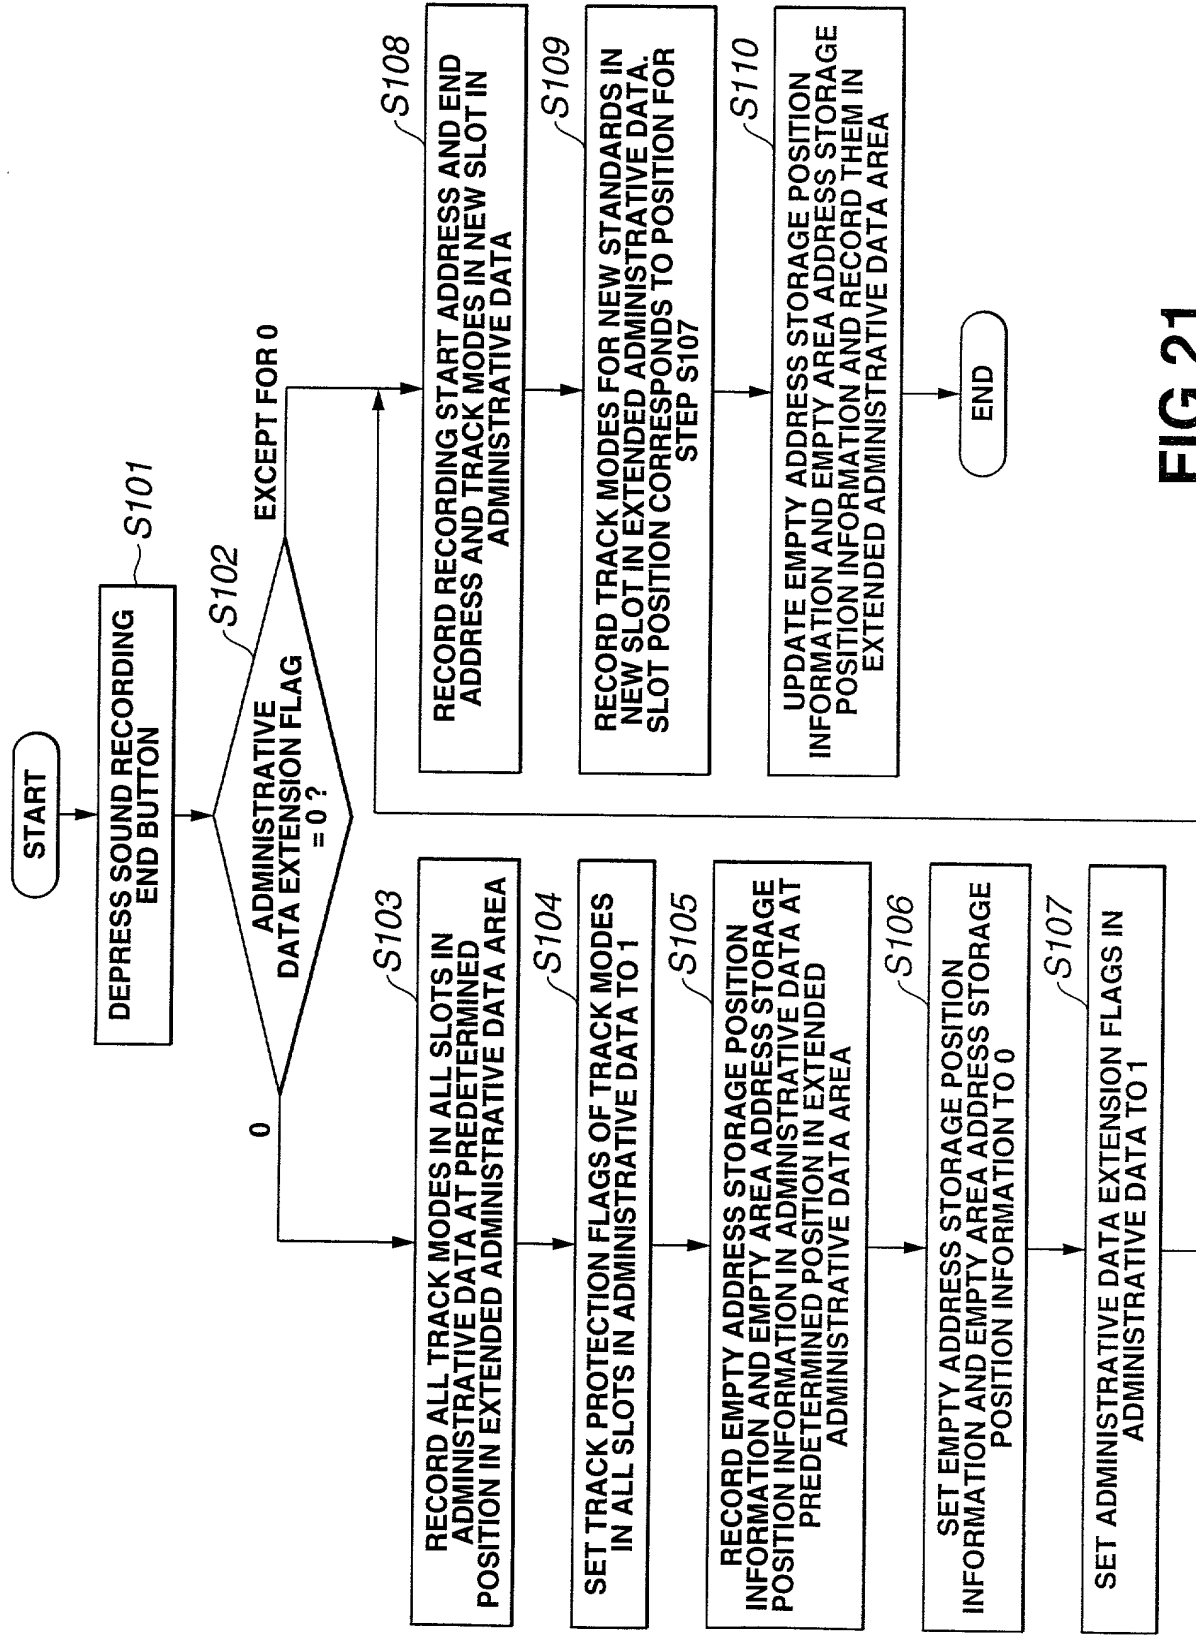 START
DEPRESS SOUND RECORDING
END BUTTON
S101
ADMINISTRATIVE
DATA EXTENSION FLAG
= 0 ?
S102
0
EXCEPT FOR 0
RECORD ALL TRACK MODES IN ALL SLOTS IN
ADMINISTRATIVE DATA AT PREDETERMINED
POSITION IN EXTENDED ADMINISTRATIVE DATA AREA
S103
SET TRACK PROTECTION FLAGS OF TRACK MODES
IN ALL SLOTS IN ADMINISTRATIVE DATA TO 1
S104
RECORD EMPTY ADDRESS STORAGE POSITION
INFORMATION AND EMPTY AREA ADDRESS STORAGE
POSITION INFORMATION IN ADMINISTRATIVE DATA AT
PREDETERMINED POSITION IN EXTENDED
ADMINISTRATIVE DATA AREA
S105
SET EMPTY ADDRESS STORAGE POSITION
INFORMATION AND EMPTY AREA ADDRESS STORAGE
POSITION INFORMATION TO 0
S106
SET ADMINISTRATIVE DATA EXTENSION FLAGS IN
ADMINISTRATIVE DATA TO 1
S107
RECORD RECORDING START ADDRESS AND END
ADDRESS AND TRACK MODES IN NEW SLOT IN
ADMINISTRATIVE DATA
S108
RECORD TRACK MODES FOR NEW STANDARDS IN
NEW SLOT IN EXTENDED ADMINISTRATIVE DATA.
SLOT POSITION CORRESPONDS TO POSITION FOR
STEP S107
S109
UPDATE EMPTY ADDRESS STORAGE POSITION
INFORMATION AND EMPTY AREA ADDRESS STORAGE
POSITION INFORMATION AND RECORD THEM IN
EXTENDED ADMINISTRATIVE DATA AREA
S110
END
FIG.21